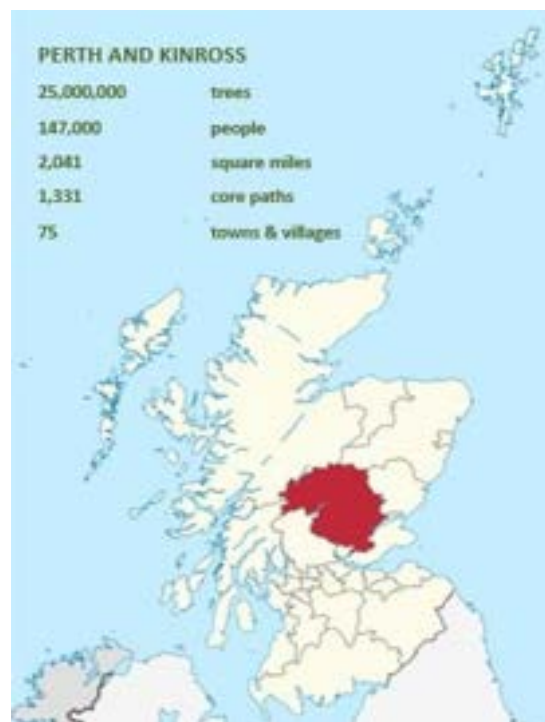 PERTH AND KINROSS
25,000,000 trees
147,000 people
2,041 square miles
1,331 core paths
75 towns & villages